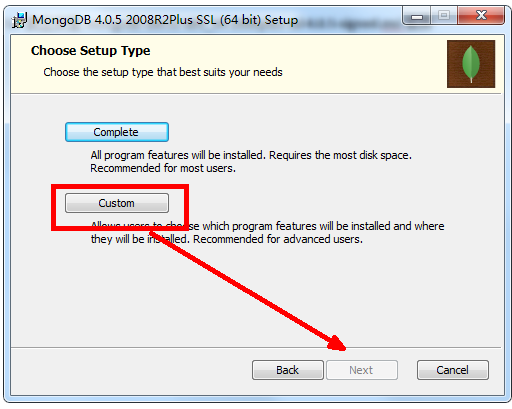 MongoDB 4.0.5 2008R2Plus SSL (64 bit) Setup
Choose Setup Type
Choose the setup type that best suits your needs
Complete
All program features will be installed. Requires the most disk space.
Recommended for most users.
Custom
Allows users to choose which program features will be installed and where
they will be installed. Recommended for advanced users.
Back
Next
Cancel